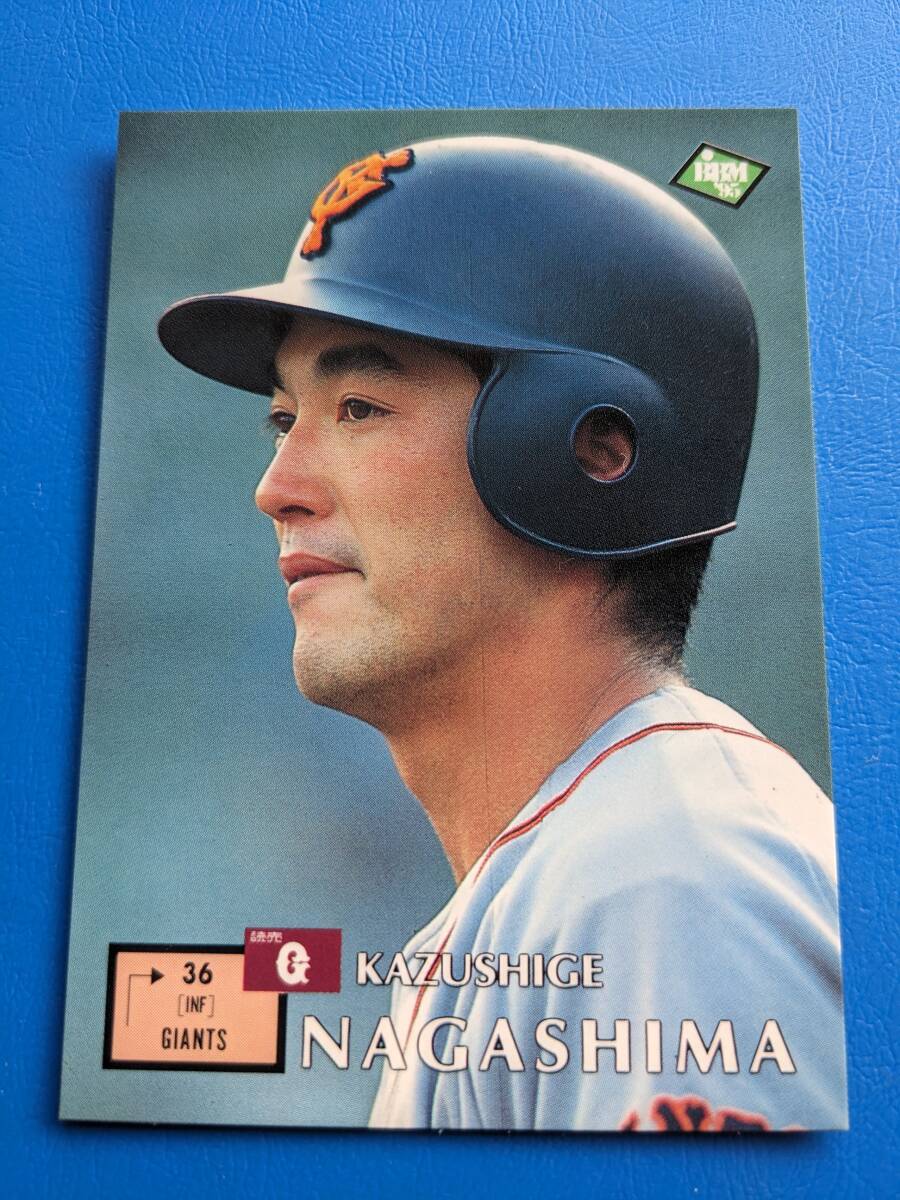 BBM
'95
読売
G
36
[INF]
GIANTS
KAZUSHIGE
NAGASHIMA